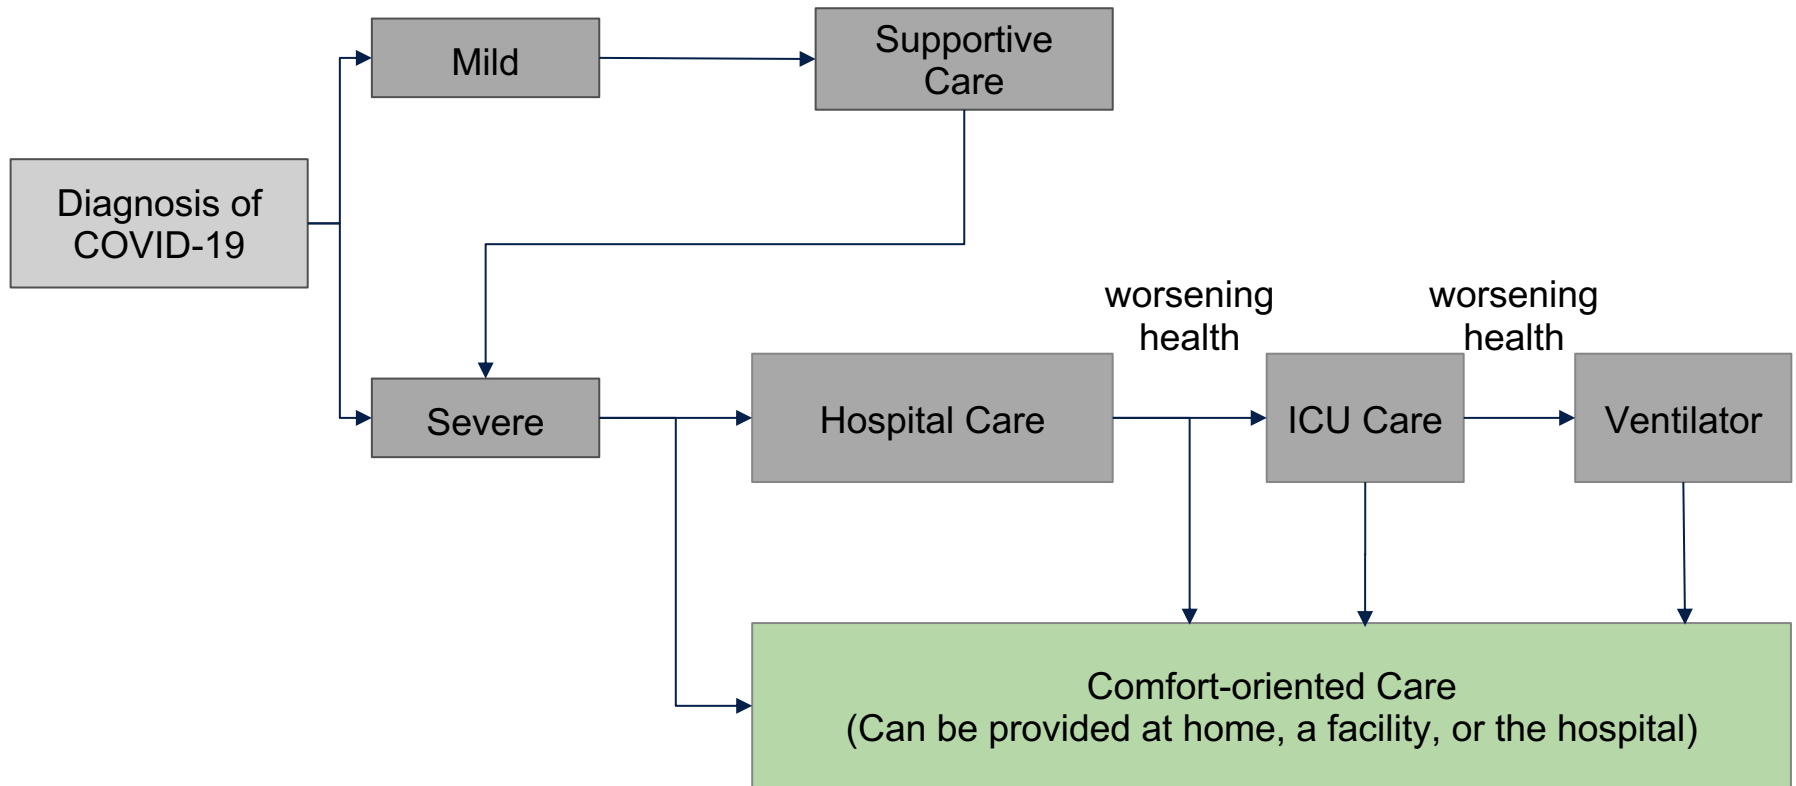 Mild
Supportive
Care
Diagnosis of
COVID-19
worsening
health
worsening
health
Severe
Hospital Care
ICU Care
Ventilator
Comfort-oriented Care
(Can be provided at home, a facility, or the hospital)